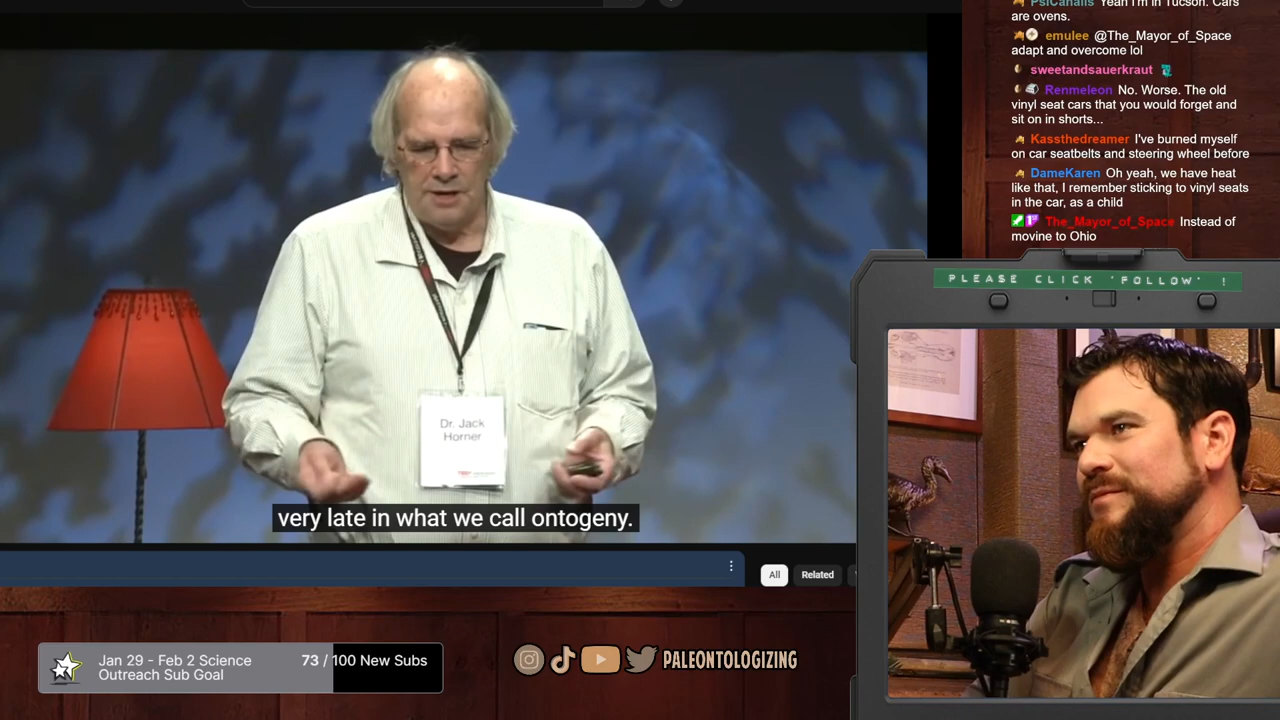 PsiCanalis Yeah I'm in Tucson. Cars
are ovens.
emulee @The_Mayor_of_Space
adapt and overcome lol
sweetandsauerkraut
Renmeleon No. Worse. The old
vinyl seat cars that you would forget and
sit on in shorts...
Kassthedreamer I've burned myself
on car seatbelts and steering wheel before
DameKaren Oh yeah, we have heat
like that, I remember sticking to vinyl seats
in the car, as a child
The_Mayor_of_Space Instead of
movine to Ohio
PLEASE CLICK "FOLLOW" !
Dr. Jack
Horner
very late in what we call ontogeny.
All
Related
Jan 29 - Feb 2 Science
Outreach Sub Goal
73 / 100 New Subs
PALEONTOLOGIZING